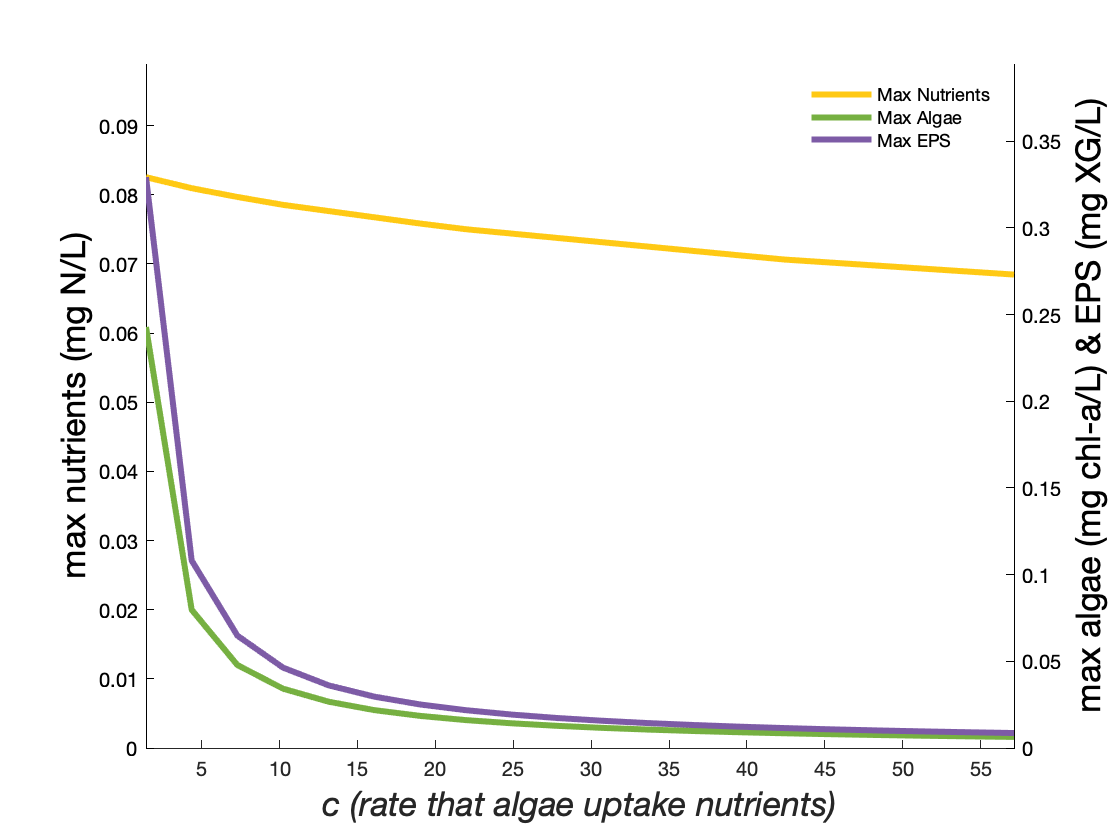 Max Nutrients
Max Algae
Max EPS
max nutrients (mg N/L)
0.09
0.08
0.07
0.06
0.05
0.04
0.03
0.02
0.01
0
0.35
0.3
0.25
0.2
0.15
0.1
0.05
0
max algae (mg chl-a/L) & EPS (mg XG/L)
5 10 15 20 25 30 35 40 45 50 55
c (rate that algae uptake nutrients)